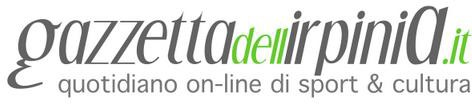 gazzettadellirpinia.it
quotidiano on-line di sport & cultura